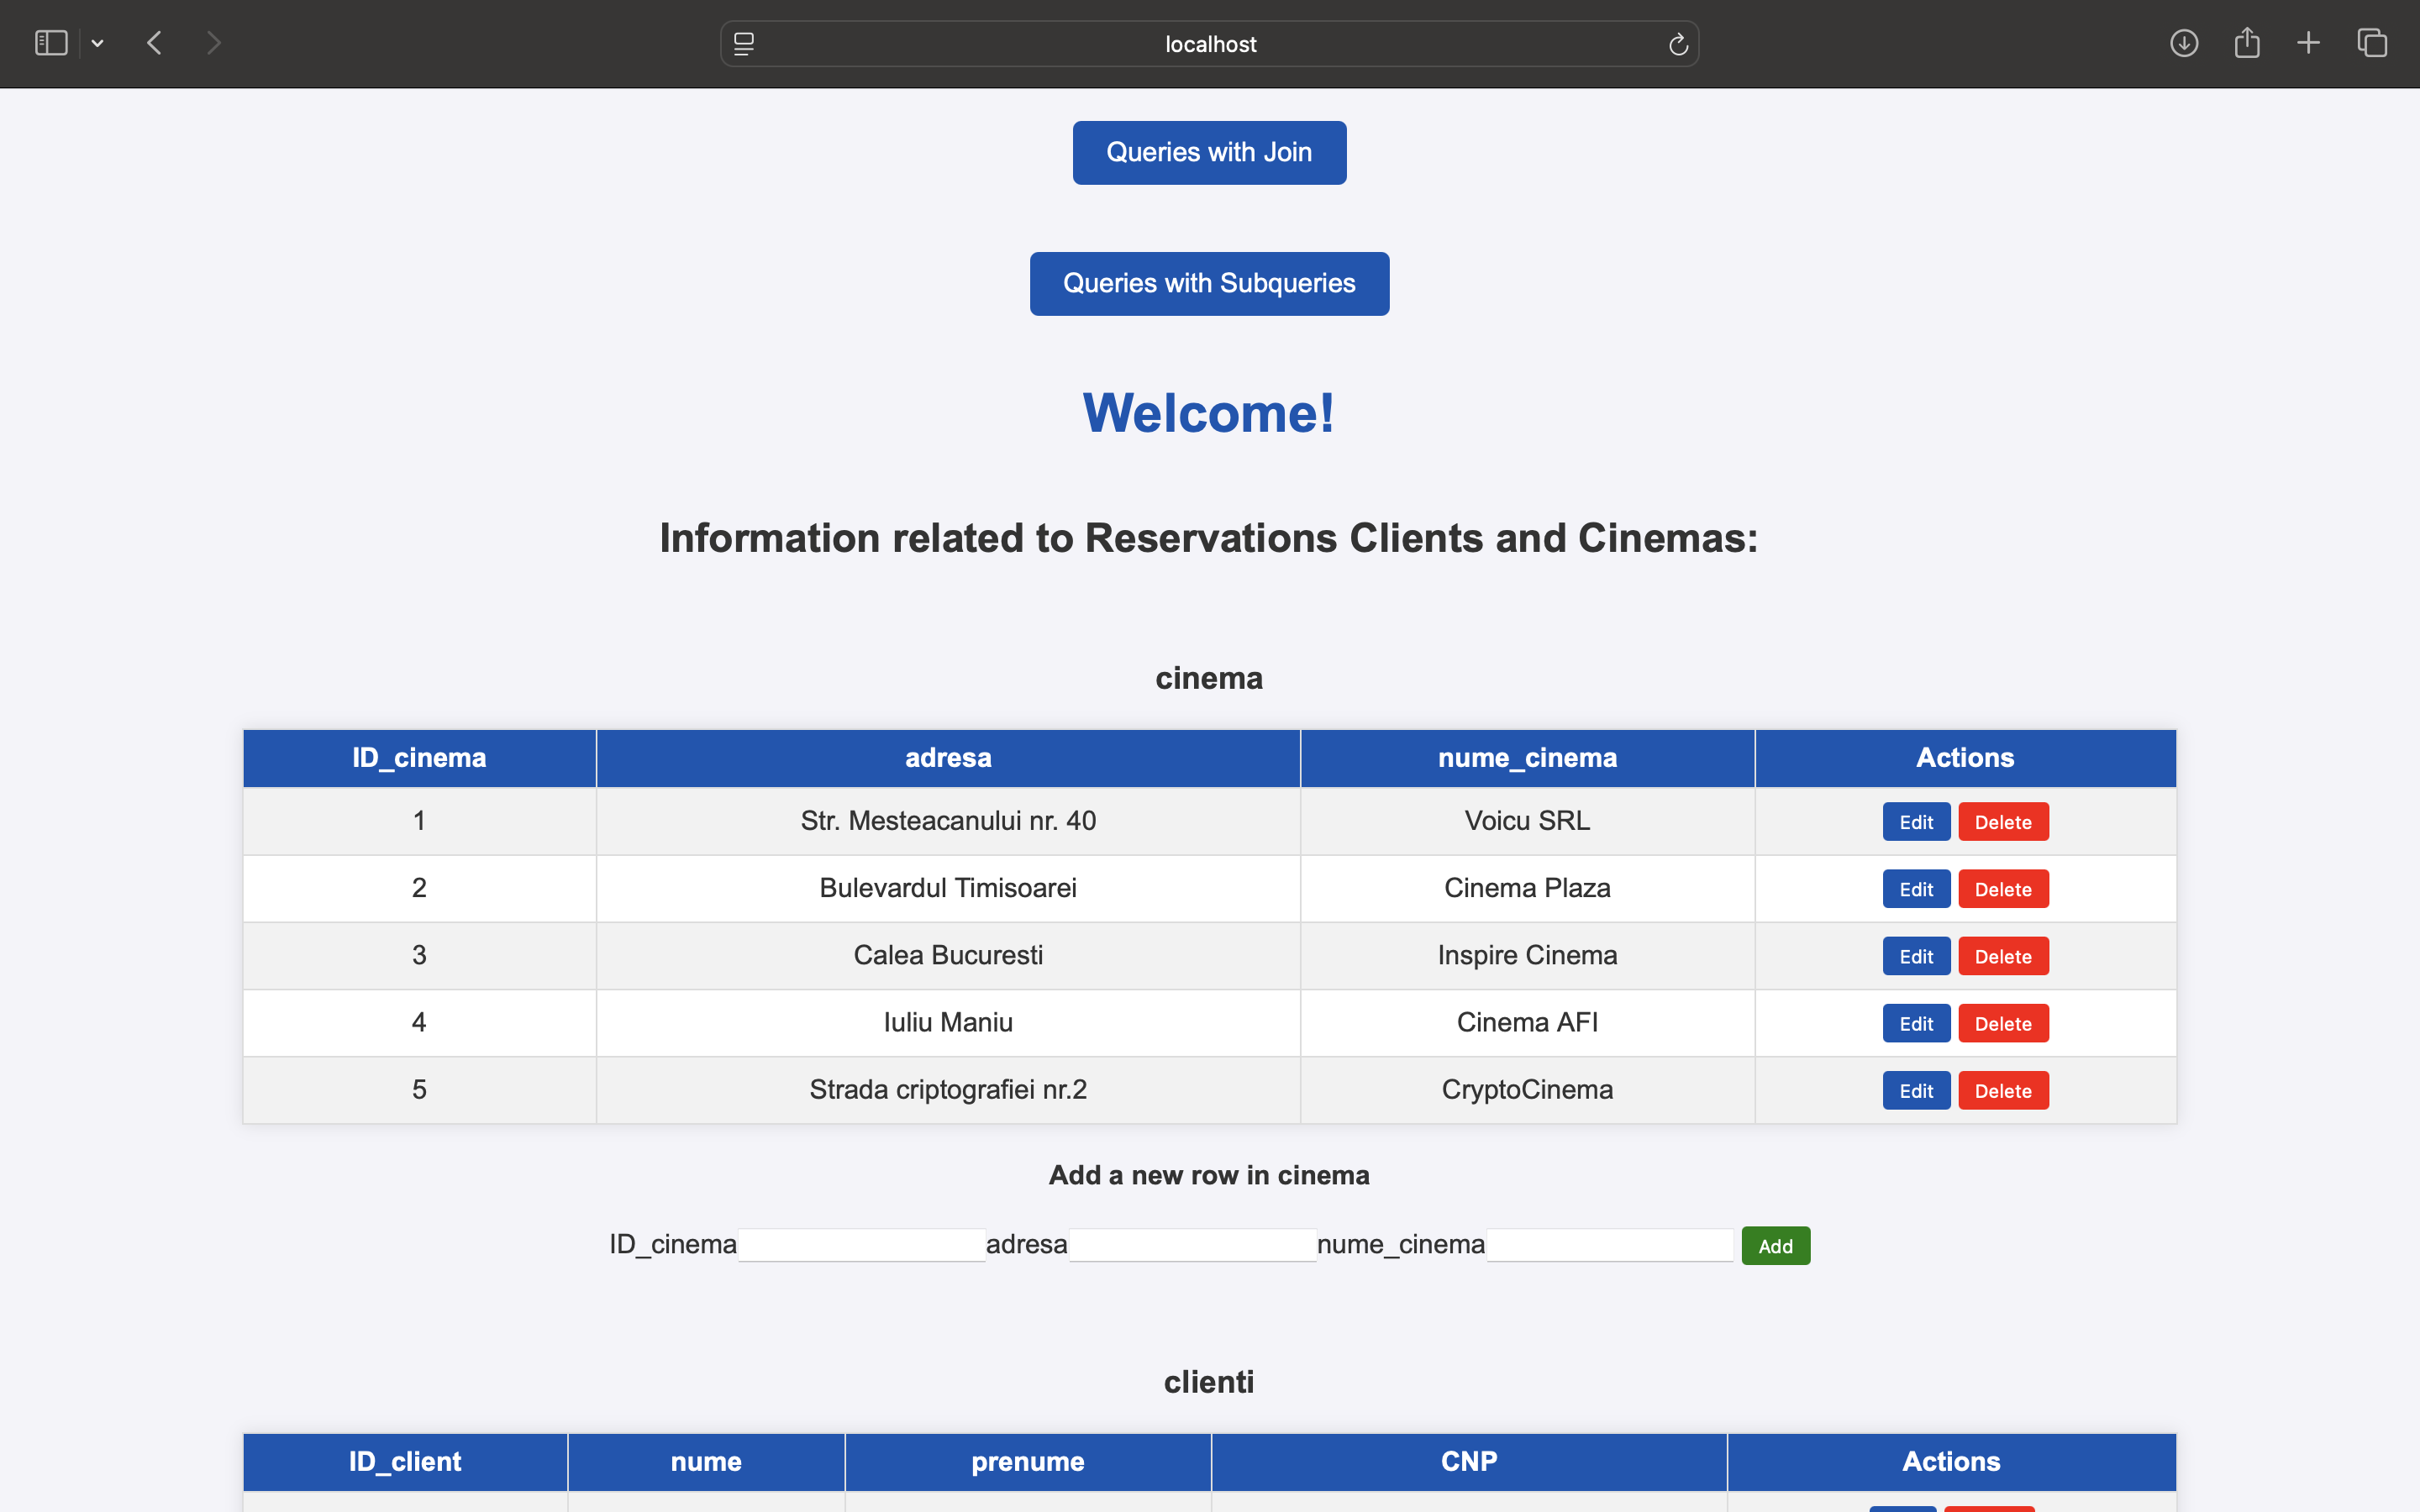 localhost
Queries with Join
Queries with Subqueries
Welcome!
Information related to Reservations Clients and Cinemas:
cinema
ID_cinema adresa nume_cinema Actions
1 Str. Mesteacanului nr. 40 Voicu SRL Edit Delete
2 Bulevardul Timisoarei Cinema Plaza Edit Delete
3 Calea Bucuresti Inspire Cinema Edit Delete
4 Iuliu Maniu Cinema AFI Edit Delete
5 Strada criptografiei nr.2 CryptoCinema Edit Delete
Add a new row in cinema
ID_cinema adresa nume_cinema Add
clienti
ID_client nume prenume CNP Actions